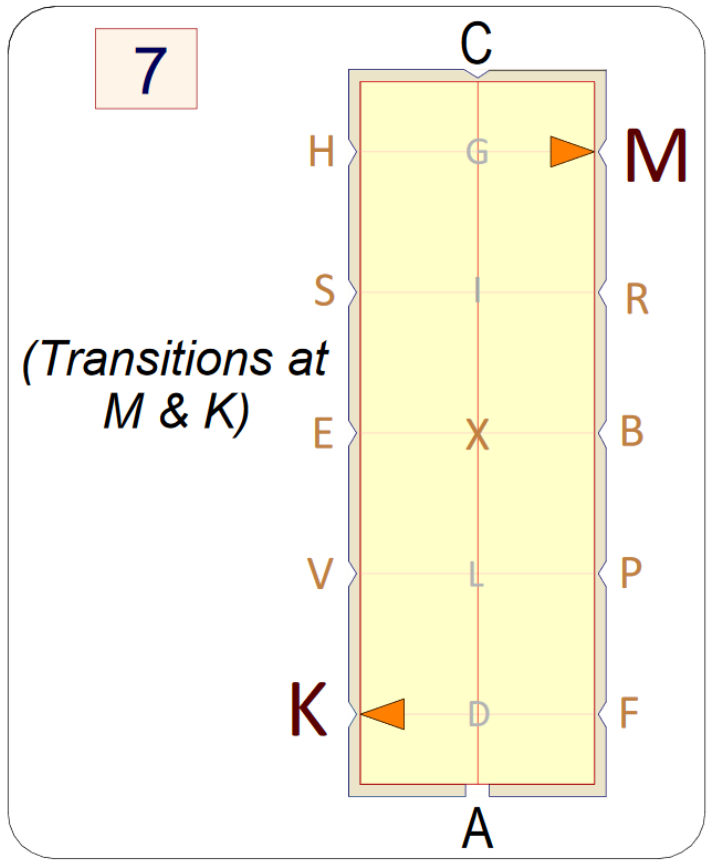 7
C
H G M
S I R
(Transitions at
M & K)
E X B
V L P
K D F
A